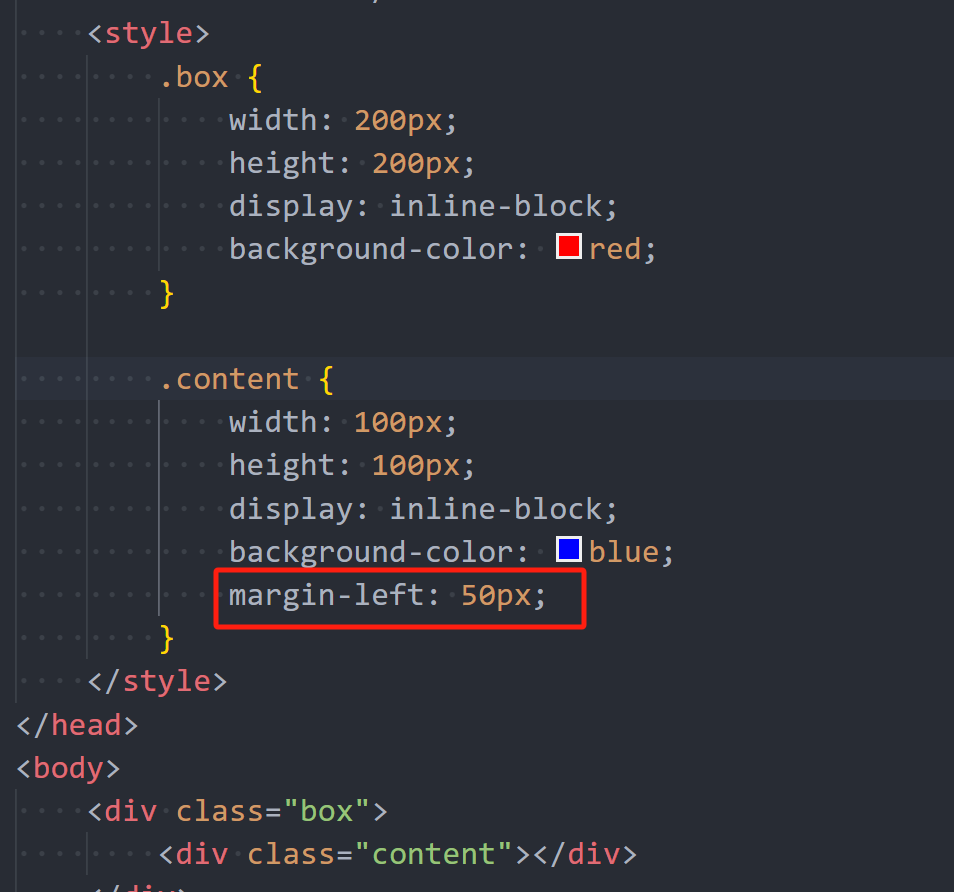 <style>
.box {
width: 200px;
height: 200px;
display: inline-block;
background-color: red;
}
.content {
width: 100px;
height: 100px;
display: inline-block;
background-color: blue;
margin-left: 50px;
}
</style>
</head>
<body>
<div class="box">
<div class="content"></div>